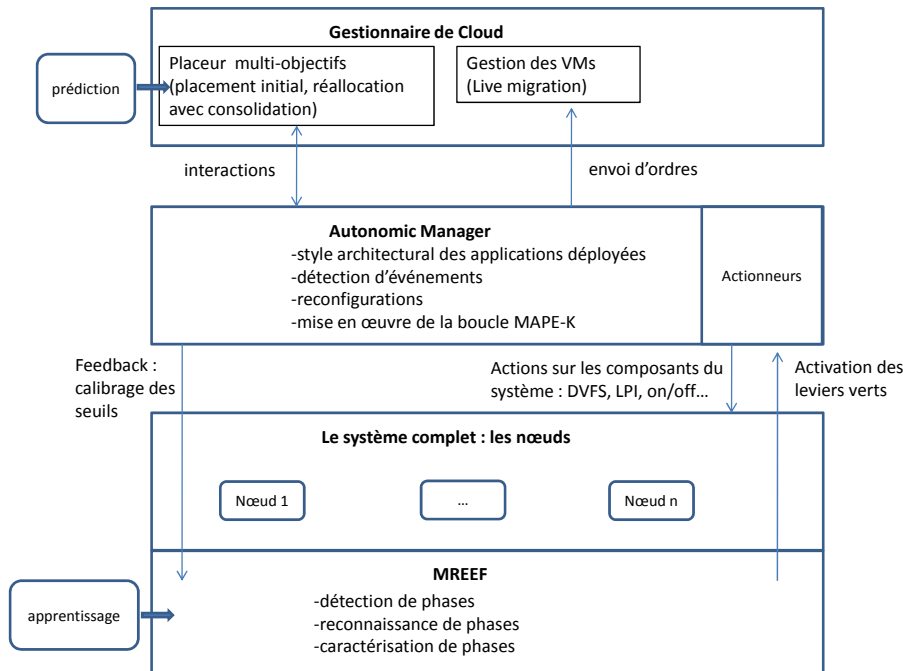 Gestionnaire de Cloud
prédiction
Placeur multi-objectifs
(placement initial, réallocation
avec consolidation)
Gestion des VMs
(Live migration)
interactions
envoi d'ordres
Autonomic Manager
-style architectural des applications déployées
-détection d'événements
-reconfigurations
-mise en œuvre de la boucle MAPE-K
Actionneurs
Feedback :
calibrage des
seuils
Actions sur les composants du
système : DVFS, LPI, on/off...
Activation des
leviers verts
Le système complet : les nœuds
Nœud 1
...
Nœud n
MREEF
-détection de phases
-reconnaissance de phases
-caractérisation de phases
apprentissage